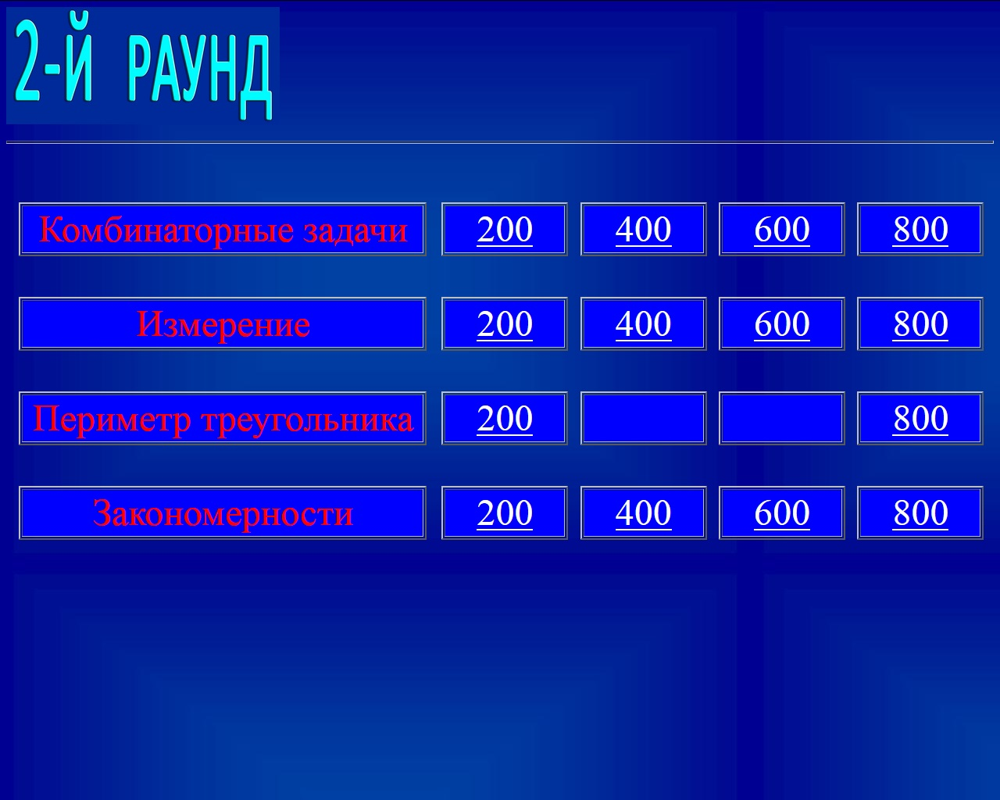 2-й РАУНД
Комбинаторные задачи 200 400 600 800
Измерение 200 400 600 800
Периметр треугольника 200 800
Закономерности 200 400 600 800